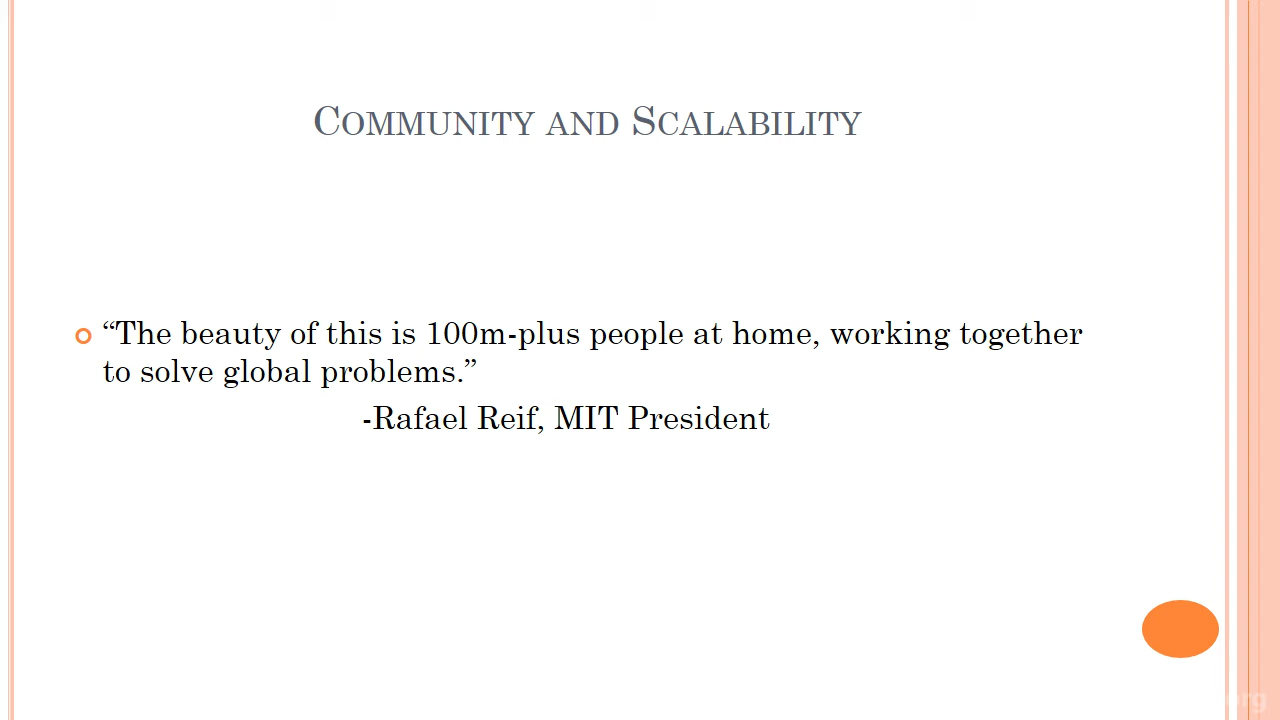 Community and Scalability
“The beauty of this is 100m-plus people at home, working together
to solve global problems.”
-Rafael Reif, MIT President